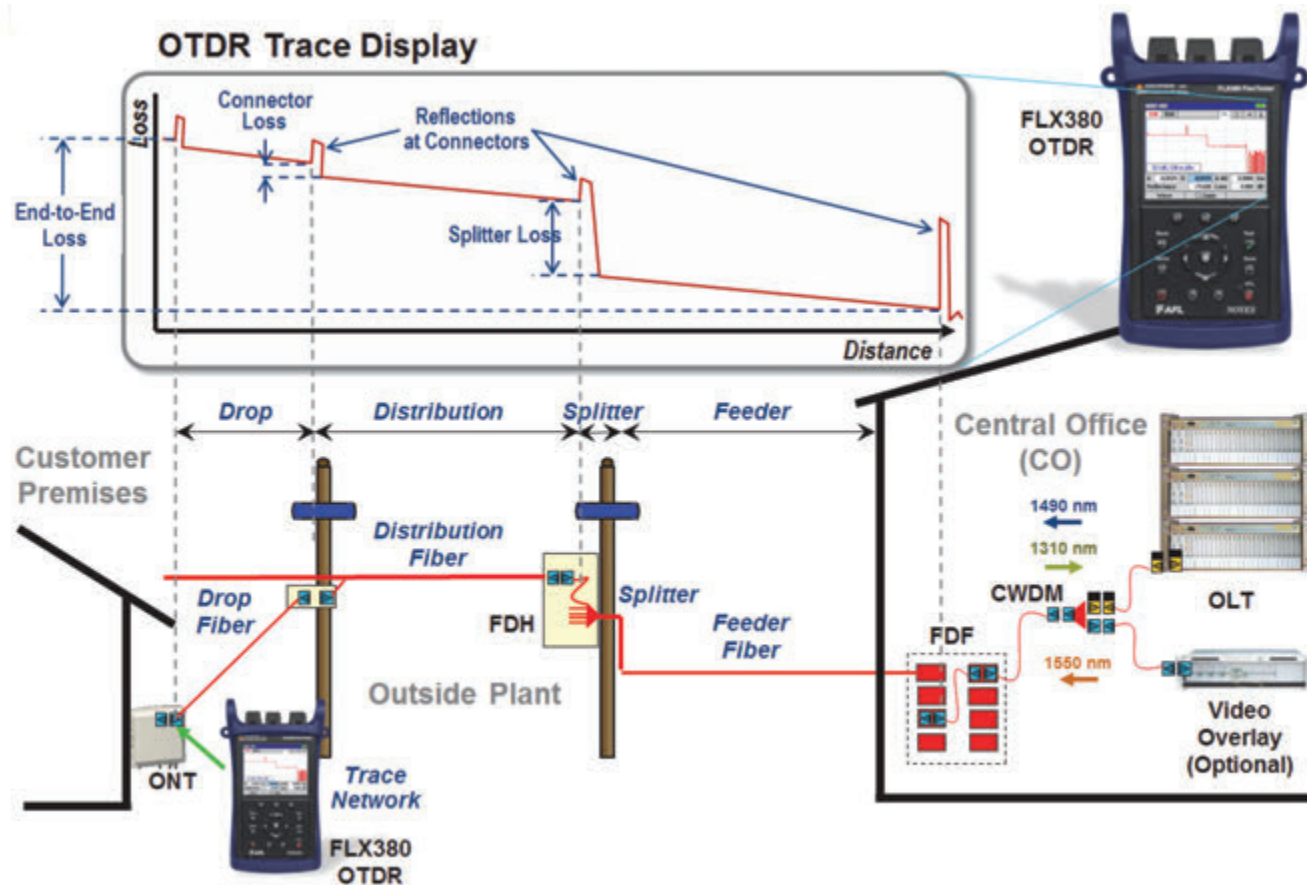 OTDR Trace Display
Loss
Connector
Loss
Reflections
at Connectors
End-to-End
Loss
Splitter Loss
Distance
FLX380
OTDR
AFL
NOYES
Drop
Distribution
Splitter
Feeder
Customer
Premises
Central Office
(CO)
1490 nm
1310 nm
Distribution
Fiber
Drop
Fiber
FDH
Splitter
Feeder
Fiber
CWDM
OLT
FDF
1550 nm
Outside Plant
Video
Overlay
(Optional)
ONT
Trace
Network
FLX380
OTDR